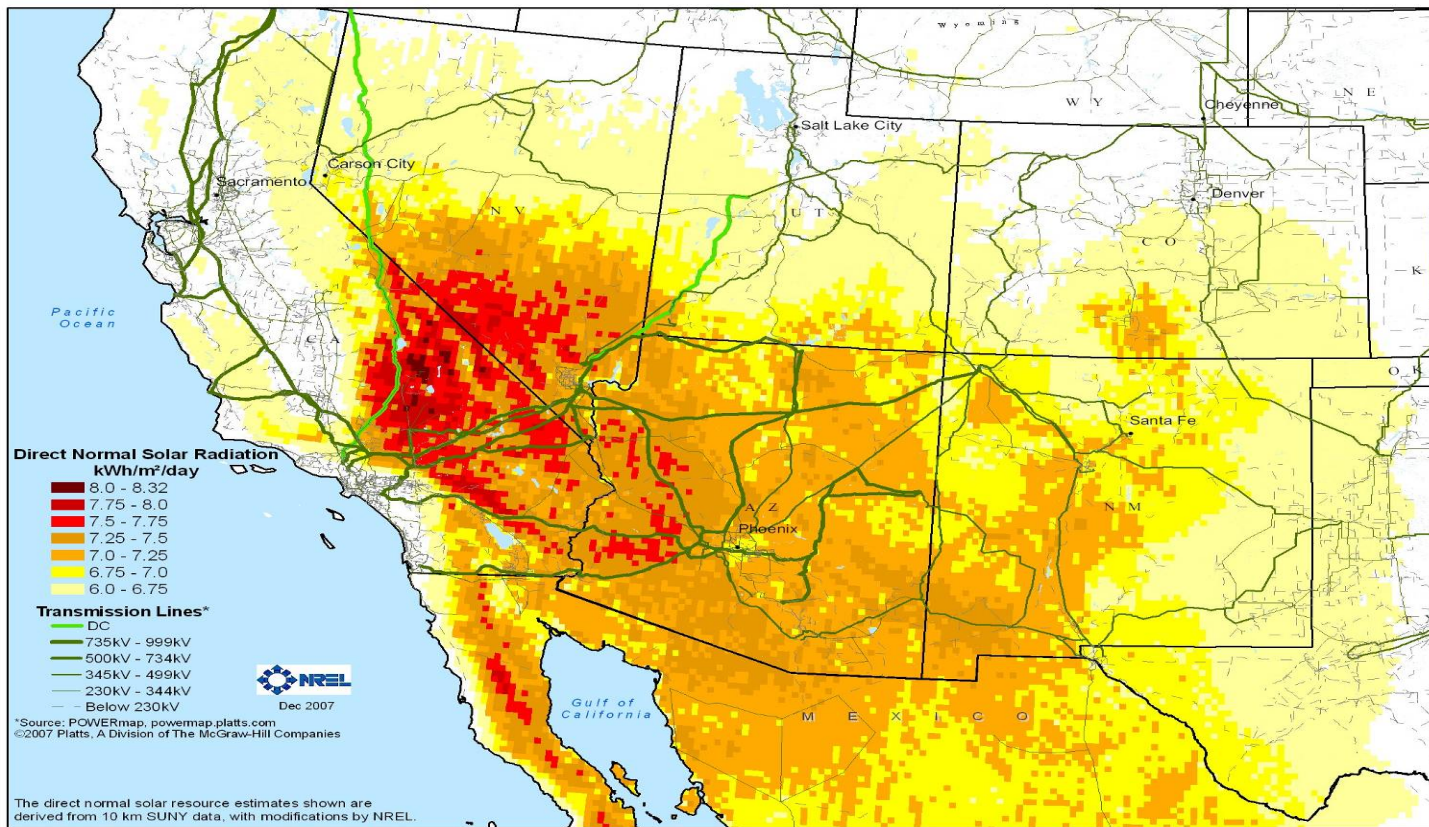 Wyoming
WY
NE
Cheyenne
Salt Lake City
Carson City
Sacramento
Denver
NV
UT
CO
K
Pacific
Ocean
CA
OK
Santa Fe
AZ
NM
Phoenix
Direct Normal Solar Radiation
kWh/m²/day
8.0 - 8.32
7.75 - 8.0
7.5 - 7.75
7.25 - 7.5
7.0 - 7.25
6.75 - 7.0
6.0 - 6.75
Transmission Lines*
DC
735kV - 999kV
500kV - 734kV
345kV - 499kV
230kV - 344kV
Below 230kV
NREL
Dec 2007
*Source: POWERmap, powermap.platts.com
©2007 Platts, A Division of The McGraw-Hill Companies
Gulf of
California
MEXICO
The direct normal solar resource estimates shown are
derived from 10 km SUNY data, with modifications by NREL.